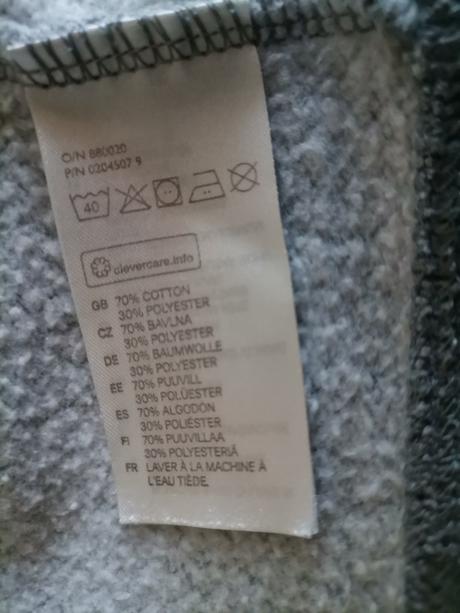 O/N 880020
P/N 0204507 9
40
clevercare.info
GB 70% COTTON
30% POLYESTER
CZ 70% BAVLNA
30% POLYESTER
DE 70% BAUMWOLLE
30% POLYESTER
EE 70% PUUVILL
30% POLÜESTER
ES 70% ALGODÓN
30% POLIÉSTER
FI 70% PUUVILLAA
30% POLYESTERIÄ
FR LAVER À LA MACHINE À
L'EAU TIÈDE.